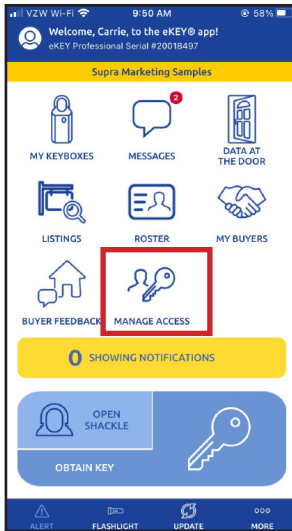 VZW Wi-Fi 9:50 AM 58%
Welcome, Carrie, to the eKEY® app!
eKEY Professional Serial #20018497
Supra Marketing Samples
2
MY KEYBOXES MESSAGES DATA AT
THE DOOR
LISTINGS ROSTER MY BUYERS
BUYER FEEDBACK MANAGE ACCESS
0 SHOWING NOTIFICATIONS
OPEN
SHACKLE
OBTAIN KEY
ALERT FLASHLIGHT UPDATE MORE